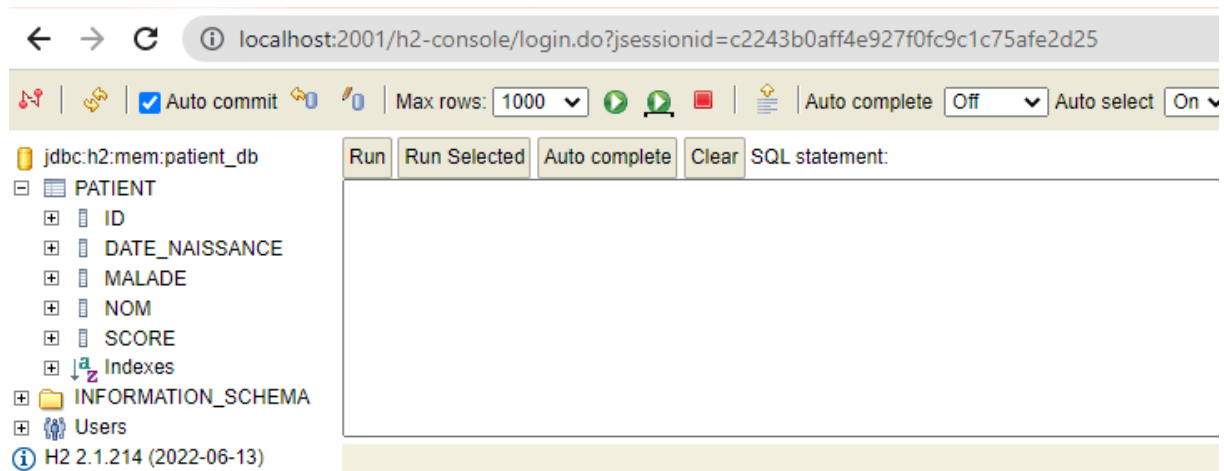 localhost:2001/h2-console/login.do?jsessionid=c2243b0aff4e927f0fc9c1c75afe2d25
Auto commit Max rows: 1000 Auto complete Off Auto select On
jdbc:h2:mem:patient_db
Run Run Selected Auto complete Clear SQL statement:
PATIENT
ID
DATE_NAISSANCE
MALADE
NOM
SCORE
Indexes
INFORMATION_SCHEMA
Users
H2 2.1.214 (2022-06-13)